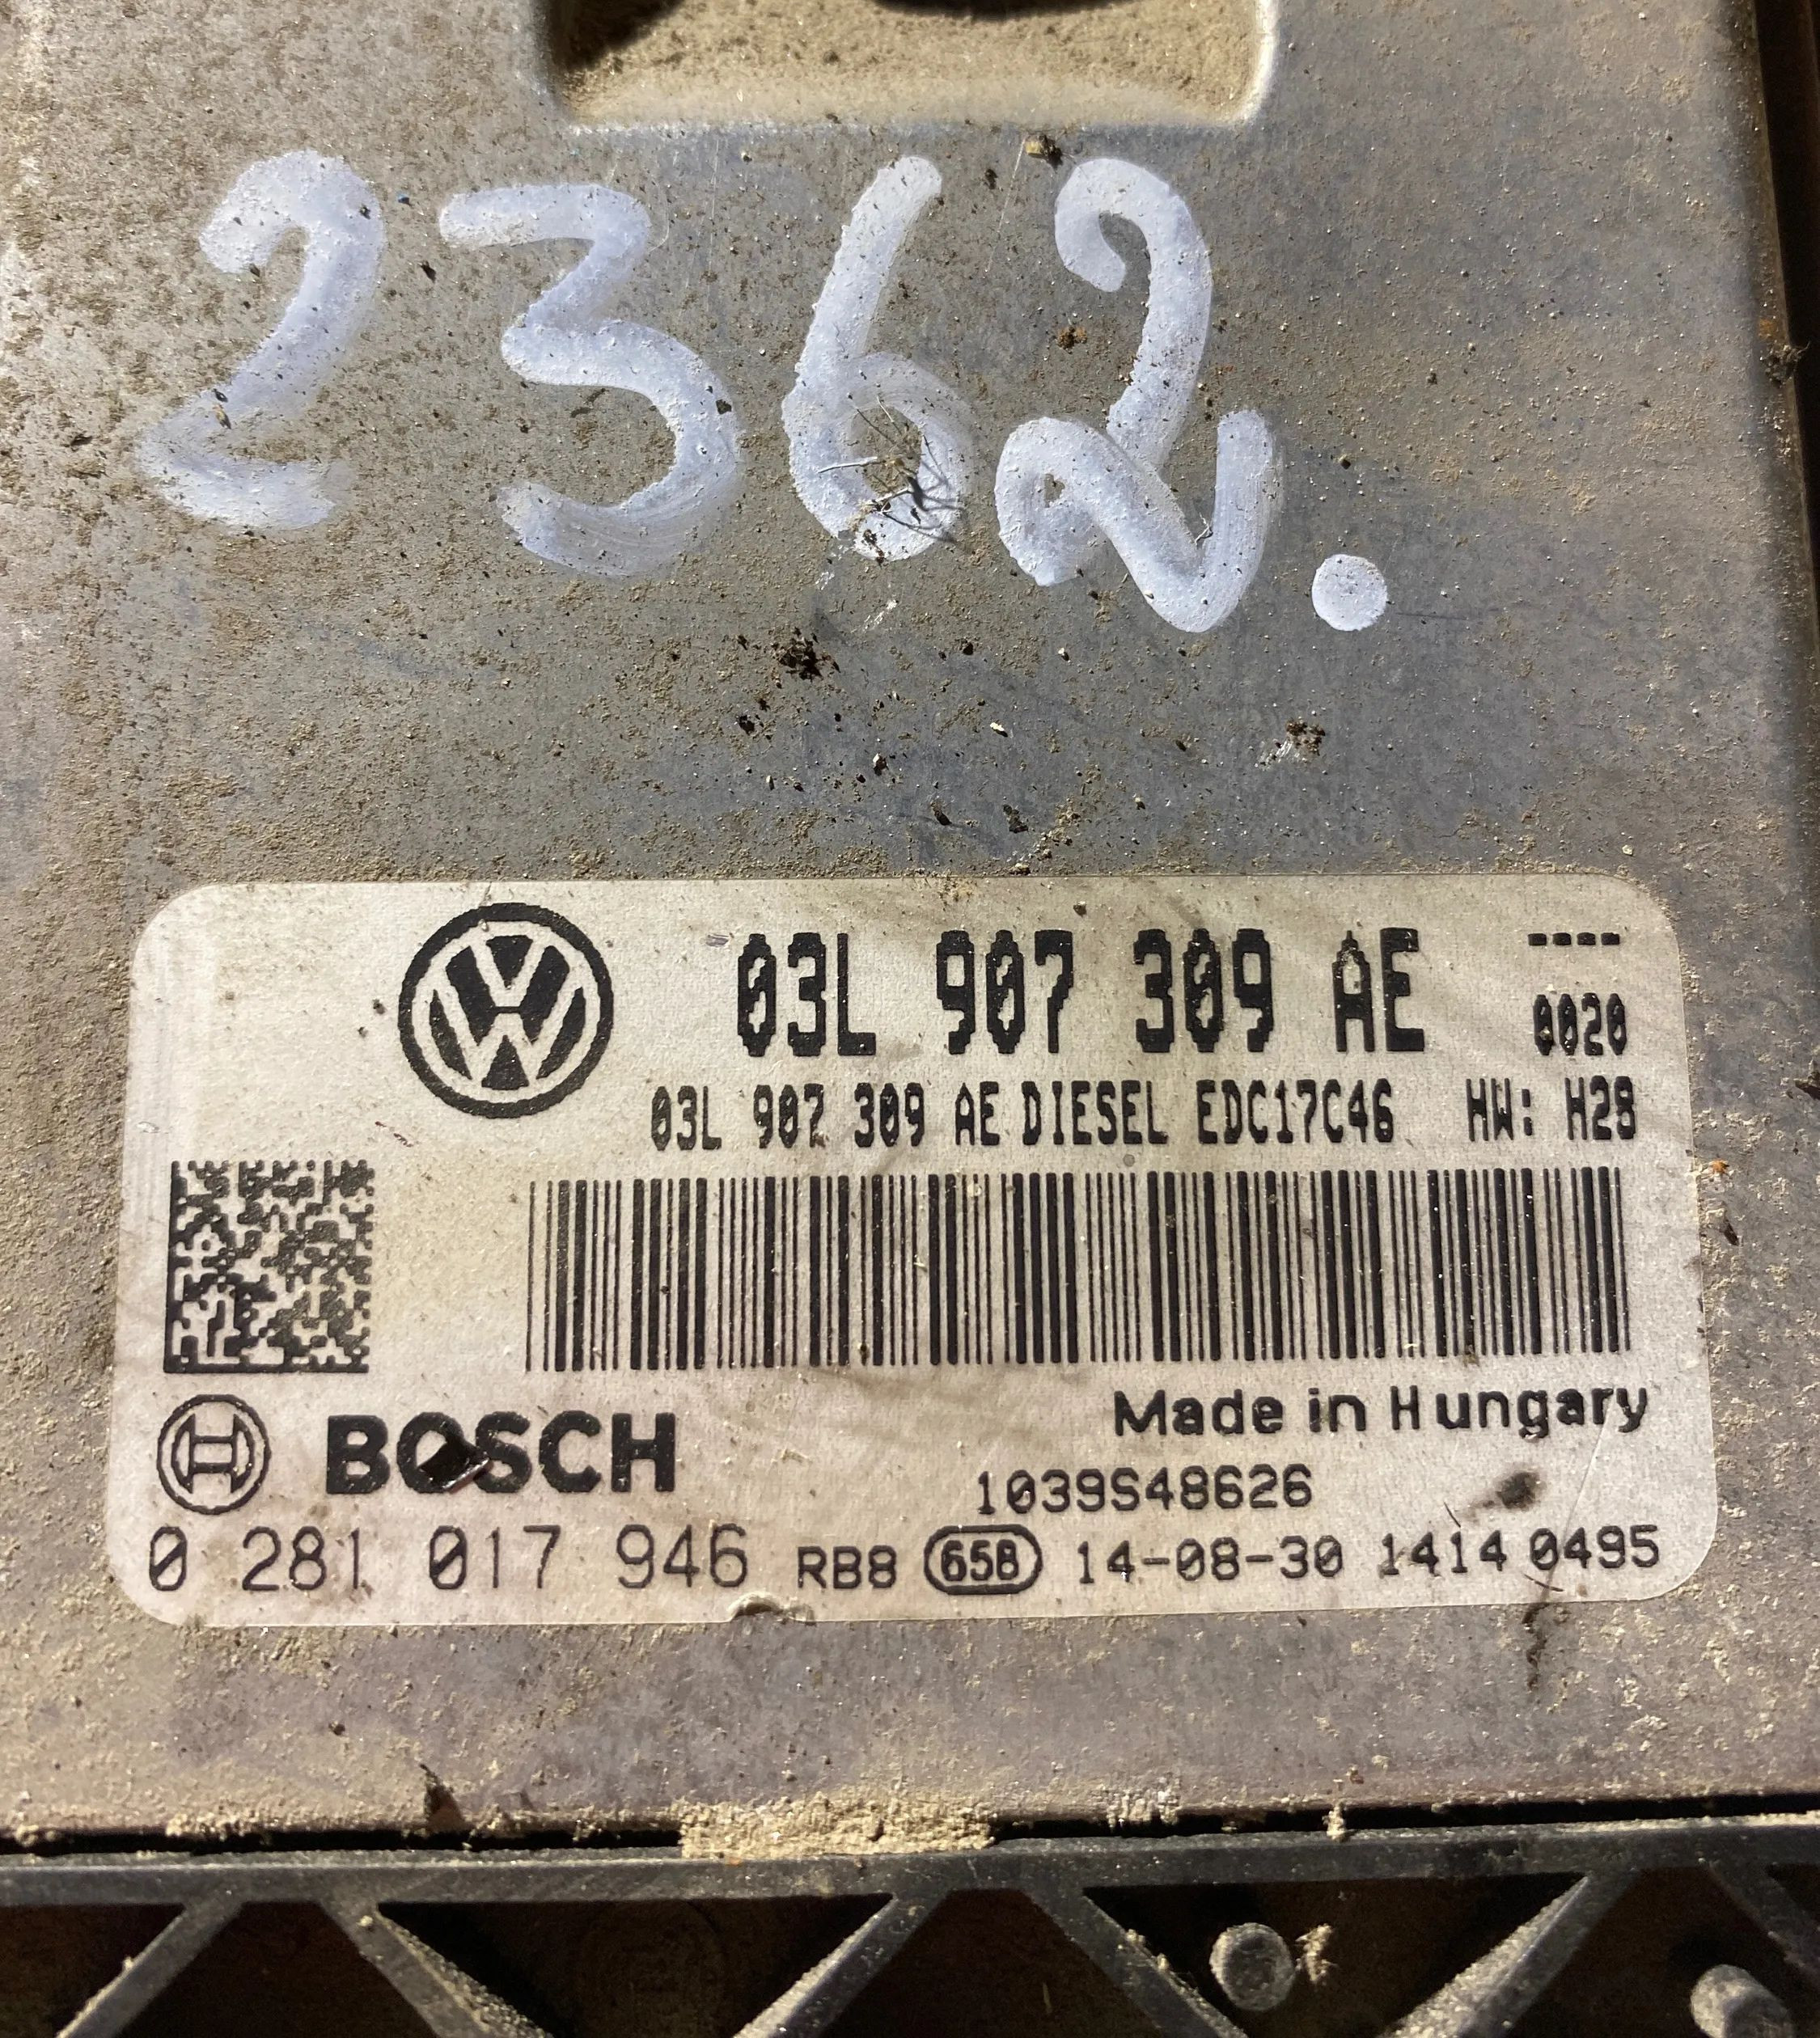 2362.
03L 907 309 AE ----
0020
03L 907 309 AE DIESEL EDC17C46 HW: H28
Made in Hungary
BOSCH
1039S48626
0 281 017 946 RB8 65B 14-08-30 1414 0495